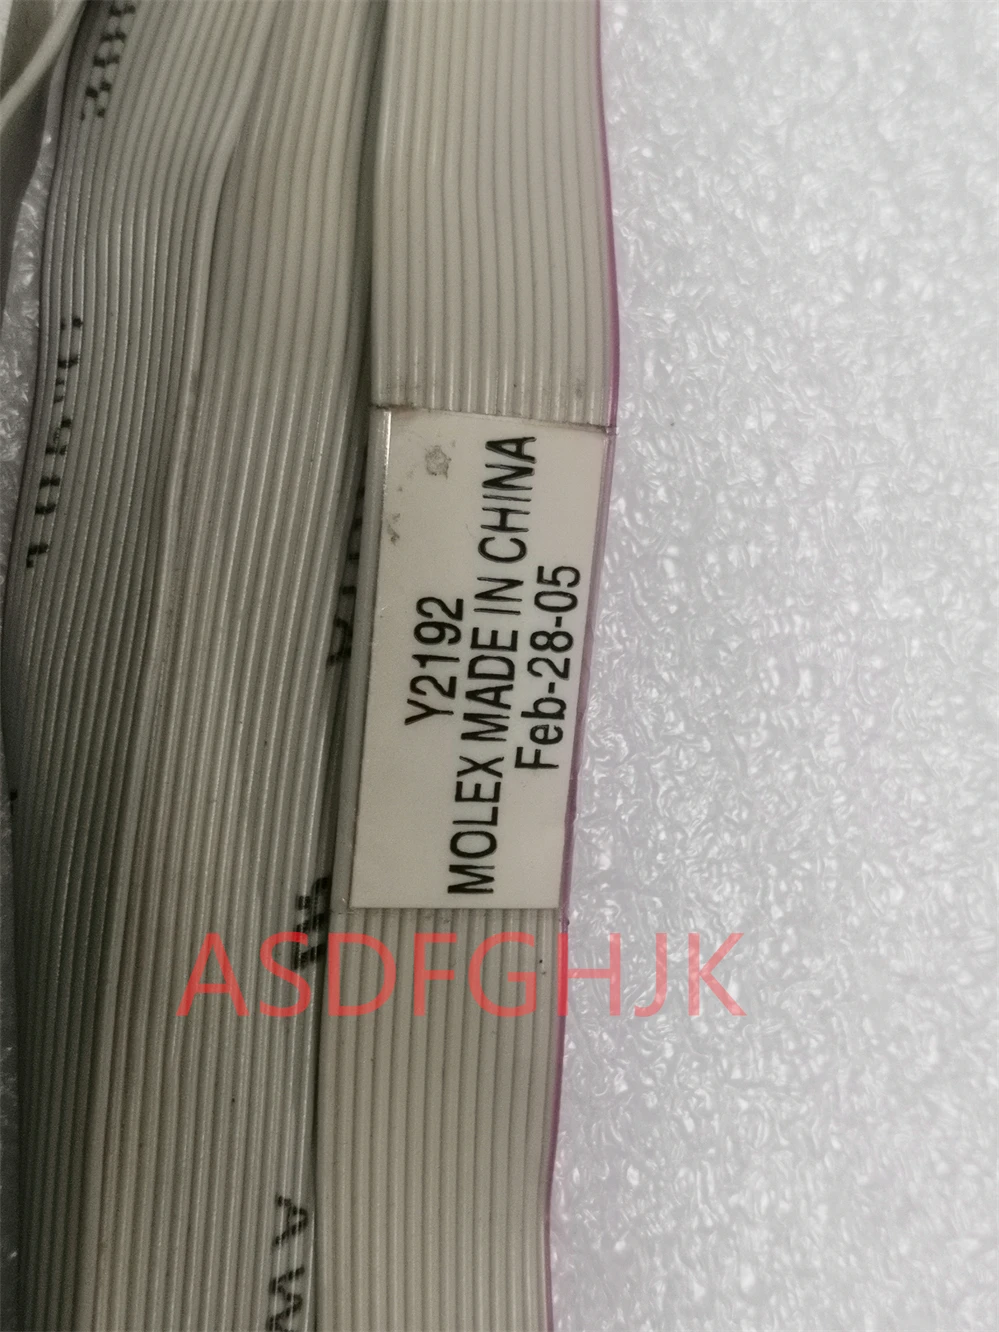 Y2192
MOLEX MADE IN CHINA
Feb-28-05
ASDFGHJK